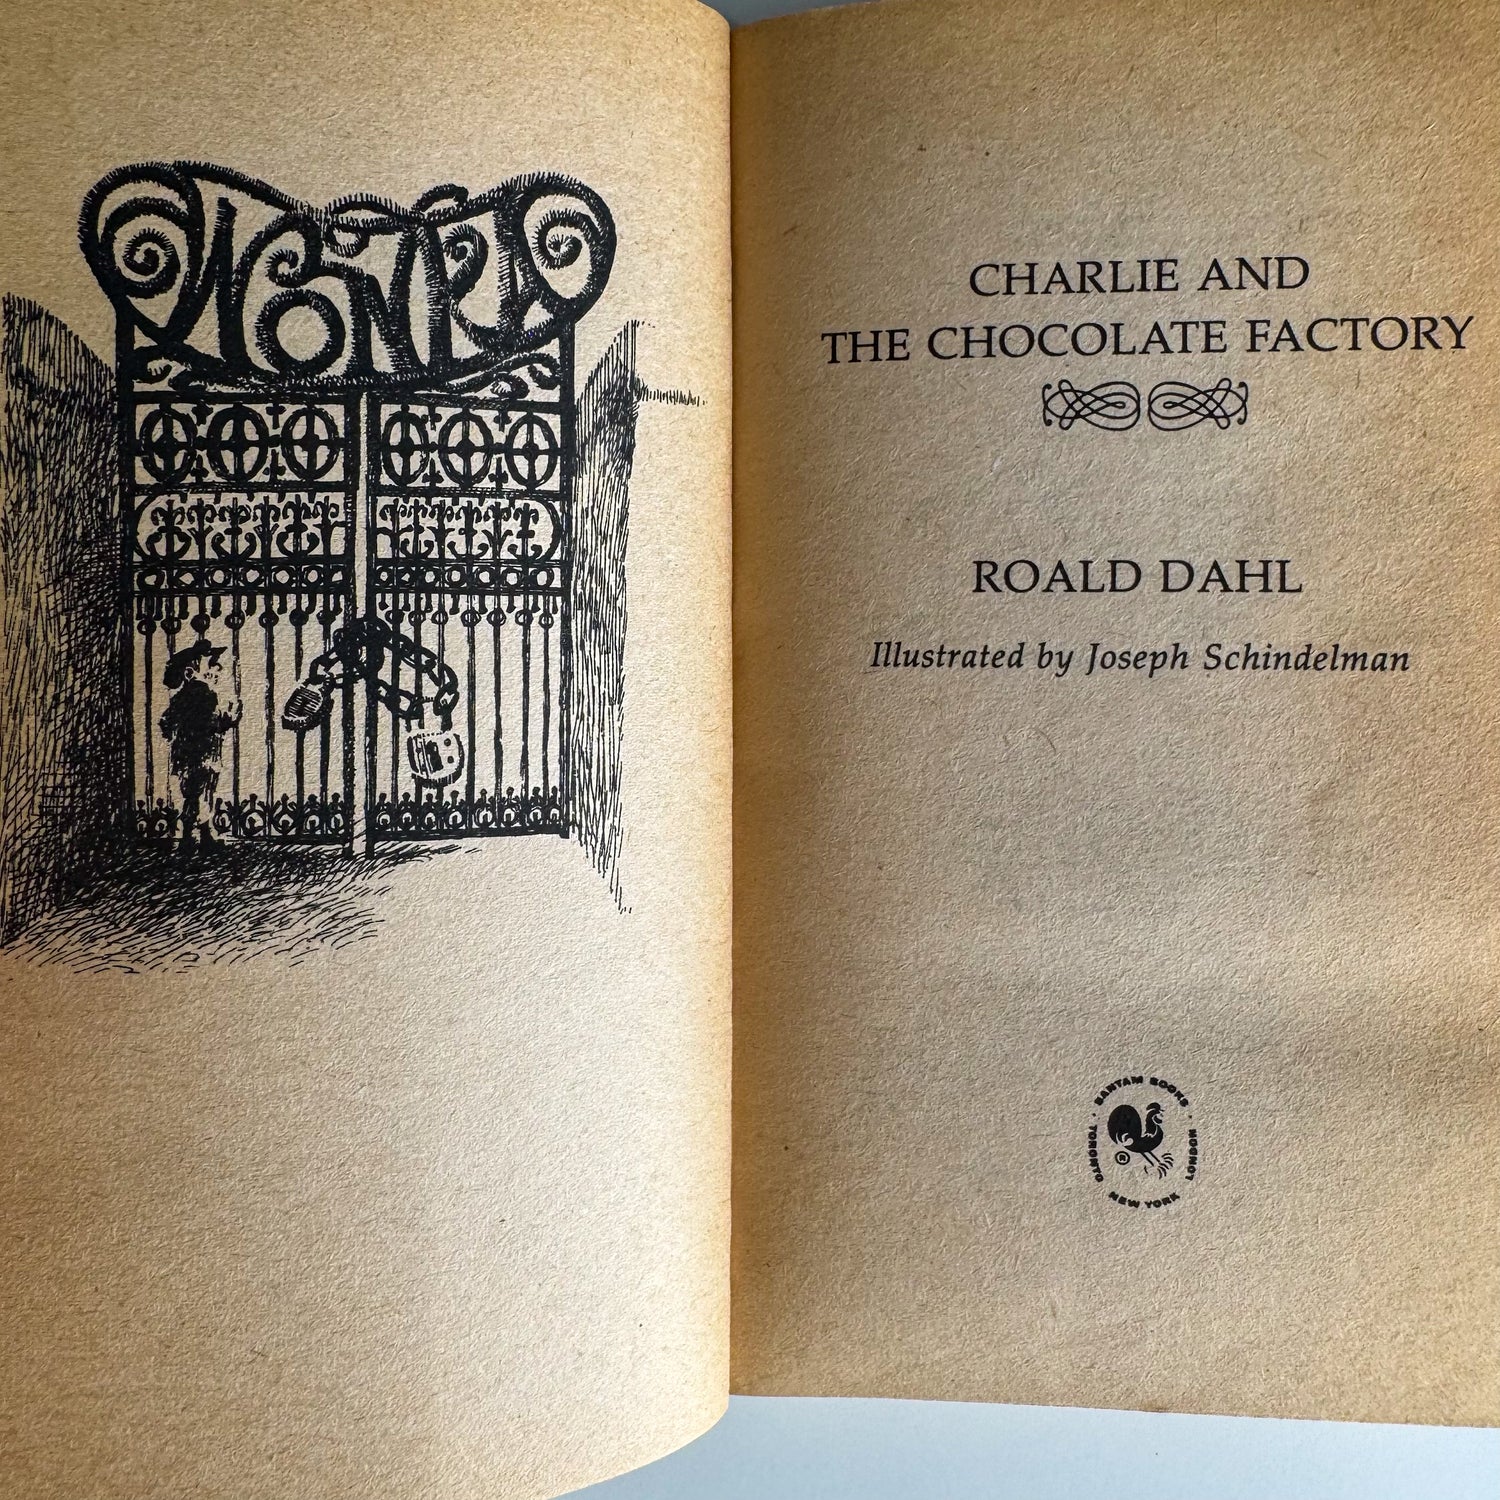 WONKA
CHARLIE AND
THE CHOCOLATE FACTORY
ROALD DAHL
Illustrated by Joseph Schindelman
BANTAM BOOKS
TORONTO · NEW YORK · LONDON
®